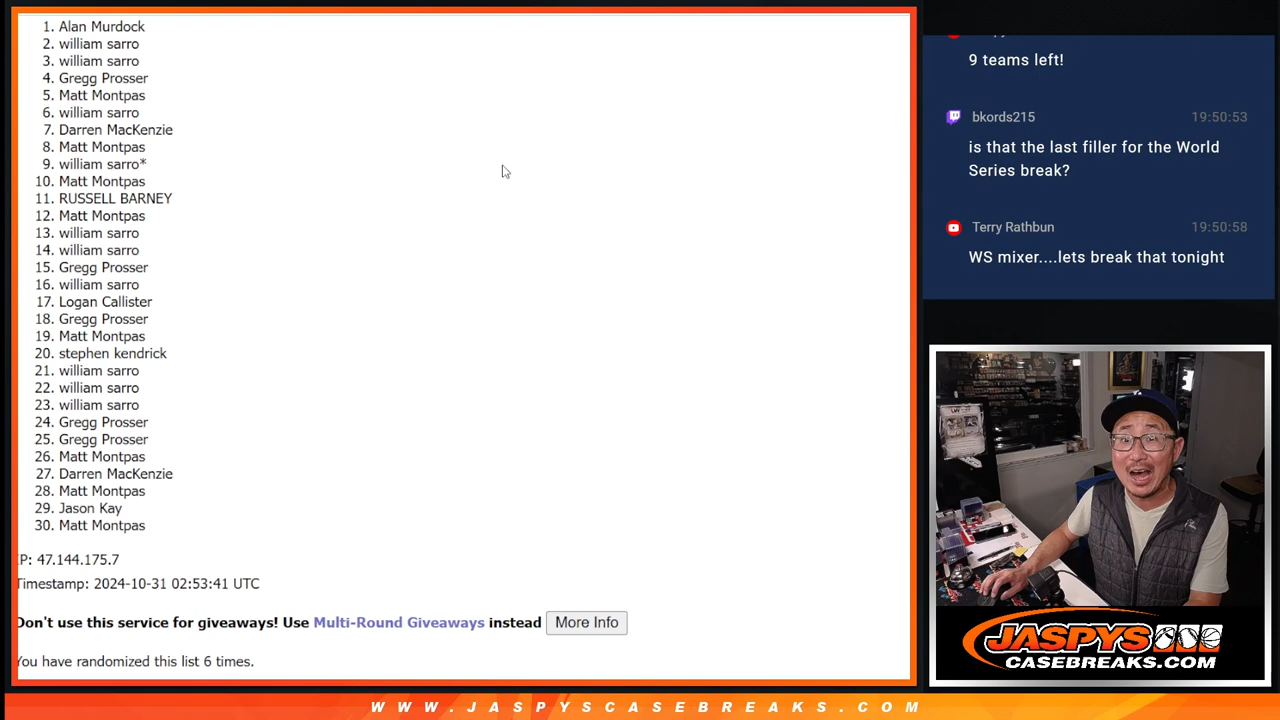 1. Alan Murdock
2. william sarro
3. william sarro
4. Gregg Prosser
5. Matt Montpas
6. william sarro
7. Darren MacKenzie
8. Matt Montpas
9. william sarro*
10. Matt Montpas
11. RUSSELL BARNEY
12. Matt Montpas
13. william sarro
14. william sarro
15. Gregg Prosser
16. william sarro
17. Logan Callister
18. Gregg Prosser
19. Matt Montpas
20. stephen kendrick
21. william sarro
22. william sarro
23. william sarro
24. Gregg Prosser
25. Gregg Prosser
26. Matt Montpas
27. Darren MacKenzie
28. Matt Montpas
29. Jason Kay
30. Matt Montpas
IP: 47.144.175.7
Timestamp: 2024-10-31 02:53:41 UTC
Don't use this service for giveaways! Use Multi-Round Giveaways instead More Info
You have randomized this list 6 times.
9 teams left!
bkords215 19:50:53
is that the last filler for the World
Series break?
Terry Rathbun 19:50:58
WS mixer....lets break that tonight
JASPYS
CASEBREAKS.COM
WWW.JASPYSCASEBREAKS.COM